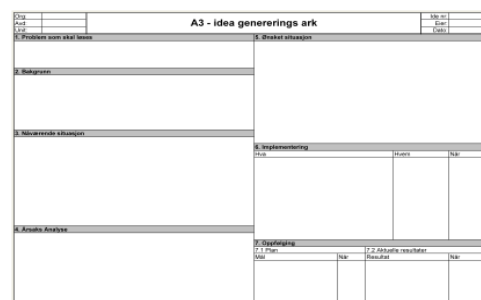 Org
Avd
Unit
A3 - idea genererings ark
Ide nr
Eier
Dato
1. Problem som skal løses
2. Bakgrunn
3. Nåværende situasjon
4. Årsaks Analyse
5. Ønsket situasjon
6. Implementering
Hva Hvem Når
7. Oppfølging
7.1 Plan 7.2 Aktuelle resultater
Mål Når Resultat Når